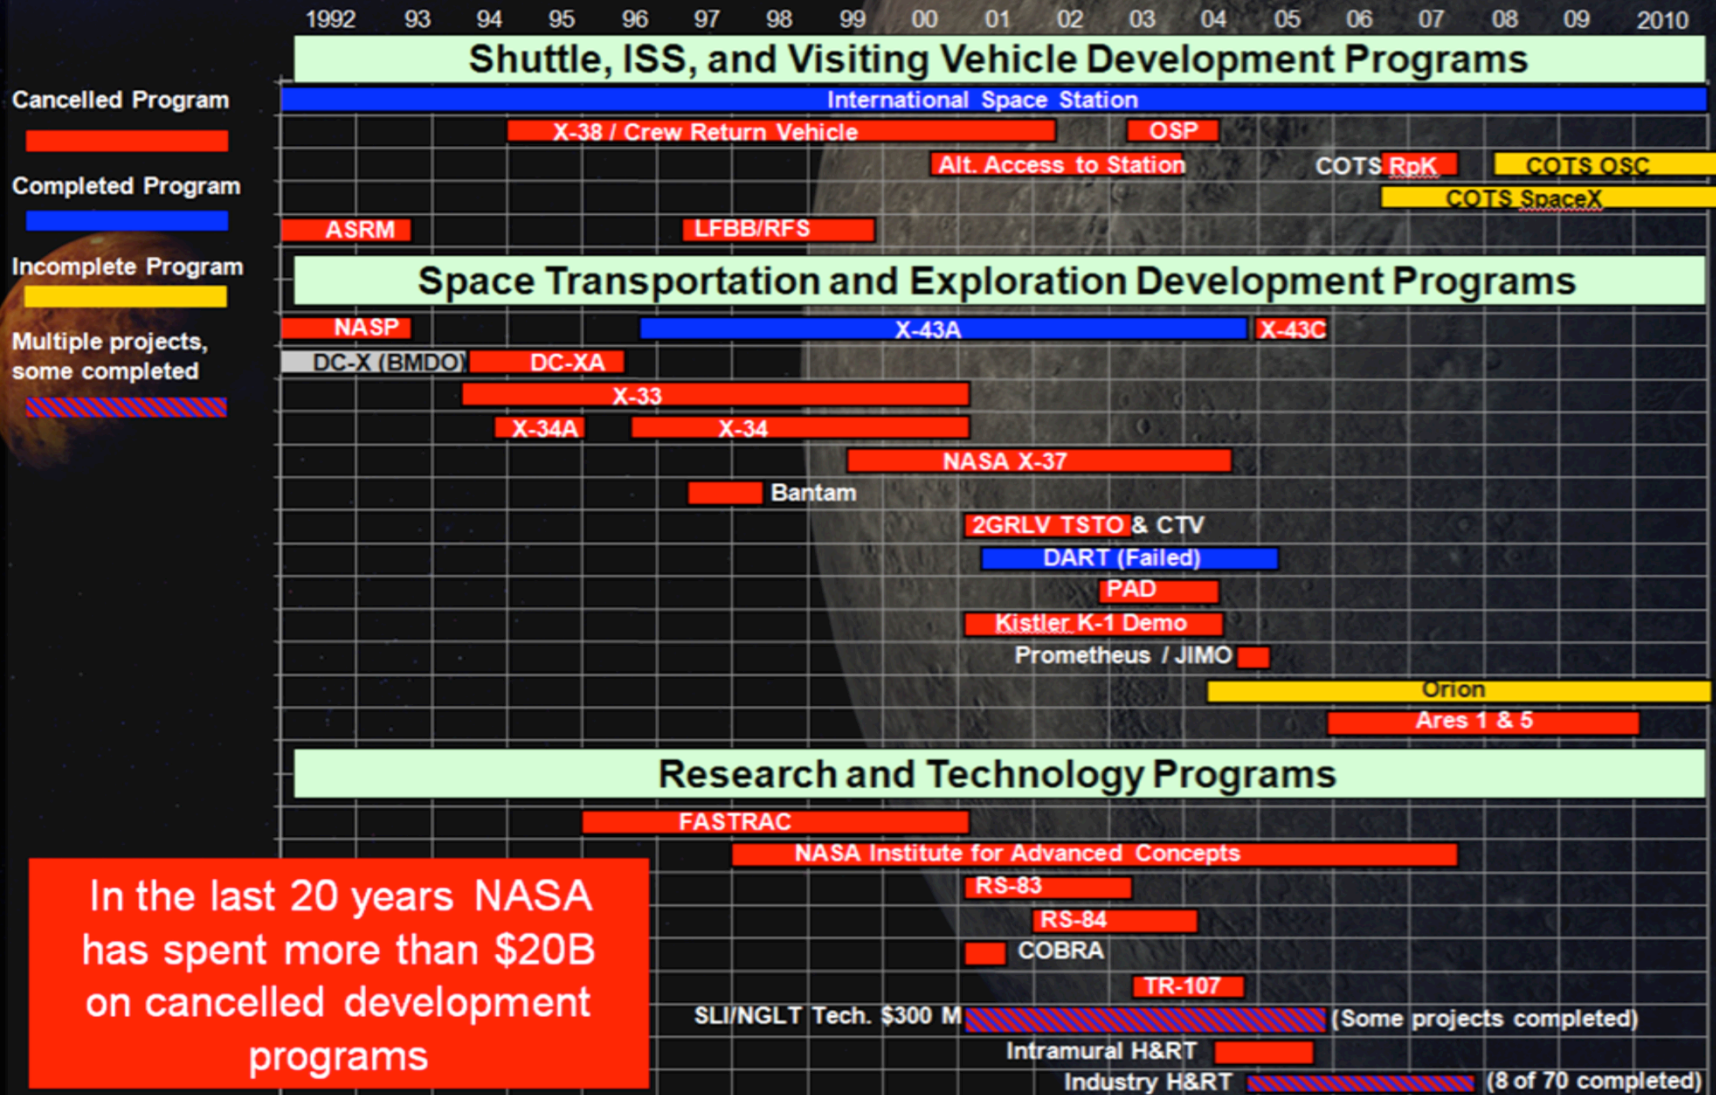 1992 93 94 95 96 97 98 99 00 01 02 03 04 05 06 07 08 09 2010
Shuttle, ISS, and Visiting Vehicle Development Programs
Cancelled Program
International Space Station
X-38 / Crew Return Vehicle OSP
Alt. Access to Station COTS RpK COTS OSC
Completed Program
COTS SpaceX
ASRM LFBB/RFS
Incomplete Program
Space Transportation and Exploration Development Programs
Multiple projects,
some completed
NASP X-43A X-43C
DC-X (BMDO) DC-XA
X-33
X-34A X-34
NASA X-37
Bantam
2GRLV TSTO & CTV
DART (Failed)
PAD
Kistler K-1 Demo
Prometheus / JIMO
Orion
Ares 1 & 5
Research and Technology Programs
FASTRAC
NASA Institute for Advanced Concepts
RS-83
RS-84
COBRA
TR-107
SLI/NGLT Tech. $300 M (Some projects completed)
Intramural H&RT
Industry H&RT (8 of 70 completed)
In the last 20 years NASA
has spent more than $20B
on cancelled development
programs